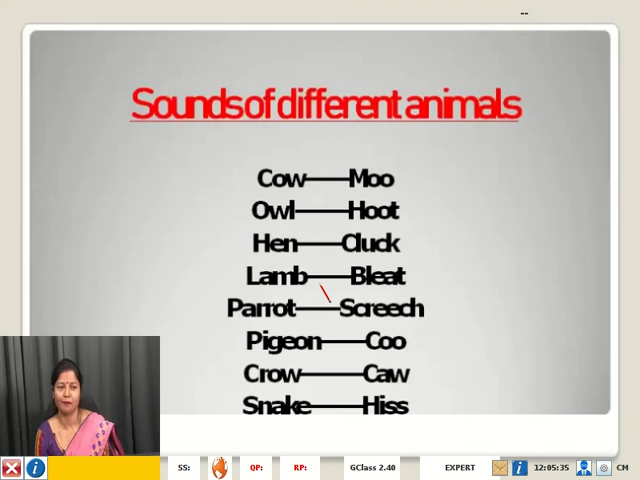 --
Sounds of different animals
Cow——Moo
Owl——Hoot
Hen——Cluck
Lamb——Bleat
Parrot——Screech
Pigeon——Coo
Crow———Caw
Snake——Hiss
SS: QP: RP: GClass 2.40 EXPERT 12:05:35 CM